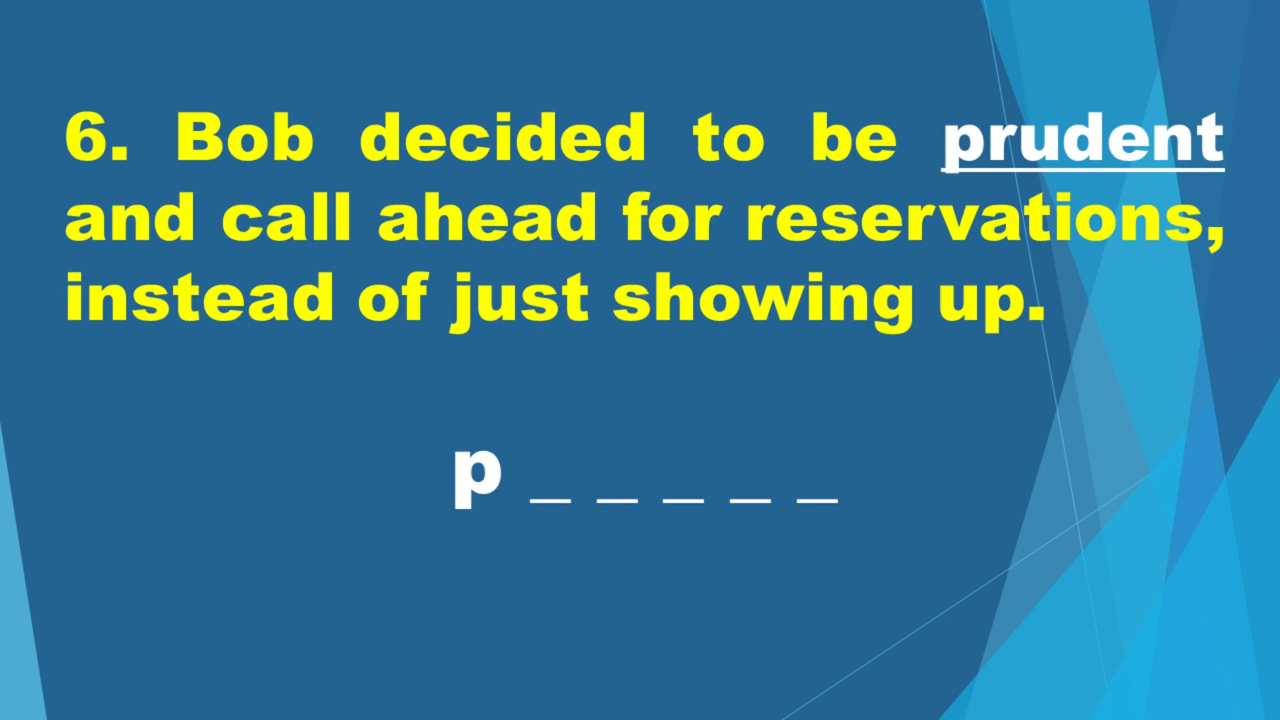 6. Bob decided to be prudent
and call ahead for reservations,
instead of just showing up.
p _ _ _ _ _